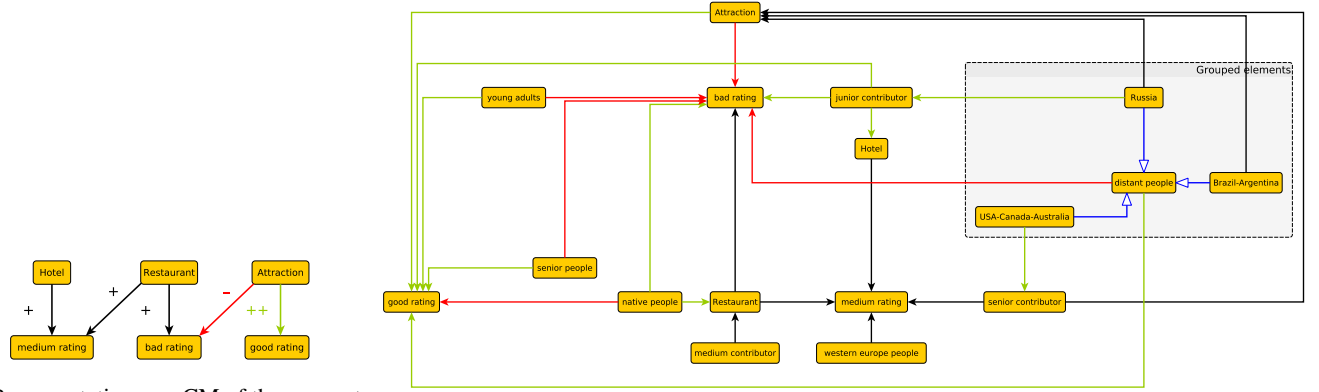 Attraction
Grouped elements
young adults
bad rating
junior contributor
Russia
Hotel
distant people
Brazil-Argentina
USA-Canada-Australia
senior people
good rating
native people
Restaurant
medium rating
senior contributor
medium contributor
western europe people
Hotel
Restaurant
Attraction
+
+
+
-
++
medium rating
bad rating
good rating